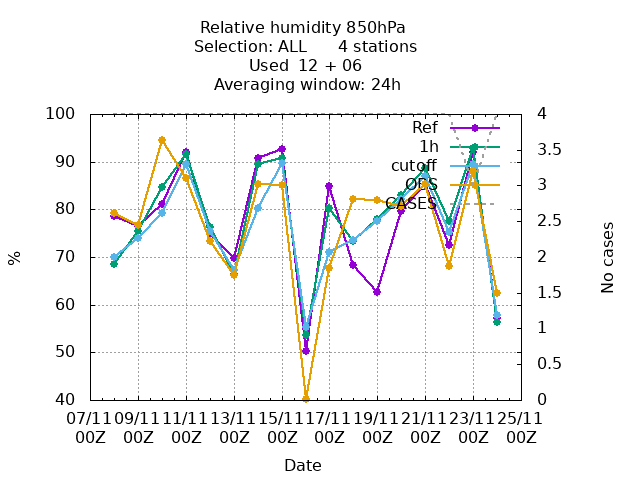 Relative humidity 850hPa
Selection: ALL 4 stations
Used 12 + 06
Averaging window: 24h
100 4
Ref
90 3.5
1h
cutoff
80 3
OBS
CASES
2.5
70 2
60 1.5
1
50 0.5
40 0
%
No cases
07/11 09/11 11/11 13/11 15/11 17/11 19/11 21/11 23/11 25/11
00Z 00Z 00Z 00Z 00Z 00Z 00Z 00Z 00Z 00Z
Date